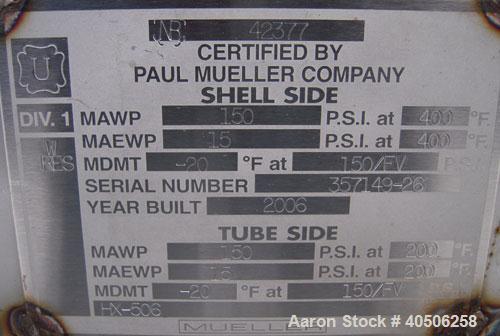 NB 42377
CERTIFIED BY
PAUL MUELLER COMPANY
SHELL SIDE
U
DIV. 1 MAWP 150 P.S.I. at 400 °F.
MAEWP 15 P.S.I. at 400 °F.
W
RES
MDMT -20 °F at 150/FV P.S.I.
SERIAL NUMBER 357149-26
YEAR BUILT 2006
TUBE SIDE
MAWP 150 P.S.I. at 200 °F.
MAEWP 15 P.S.I. at 200 °F.
MDMT -20 °F at 150/FV P.S.I.
HX-506
MUELLER
Aaron Stock # 40506258